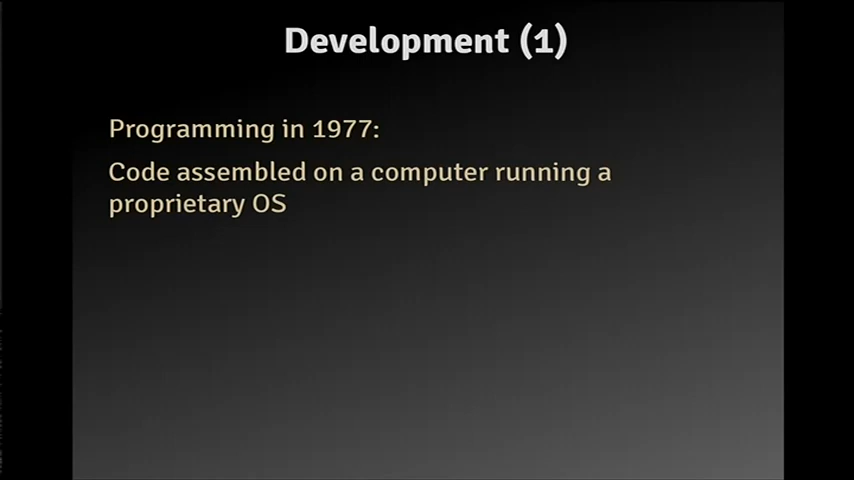 Development (1)
Programming in 1977:
Code assembled on a computer running a
proprietary OS